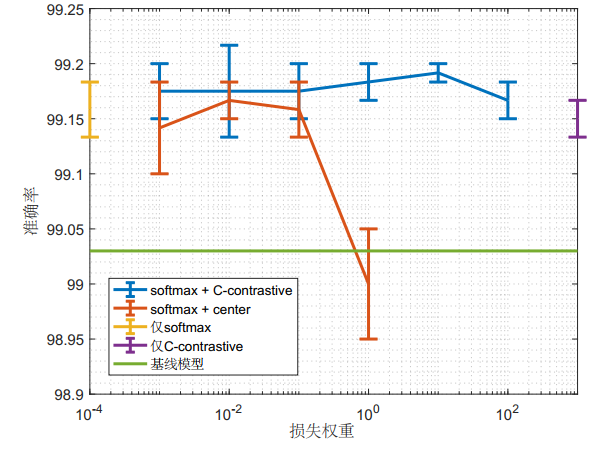 99.25
99.2
99.15
99.1
99.05
99
98.95
98.9
准确率
softmax + C-contrastive
softmax + center
仅softmax
仅C-contrastive
基线模型
10^-4 10^-2 10^0 10^2
损失权重